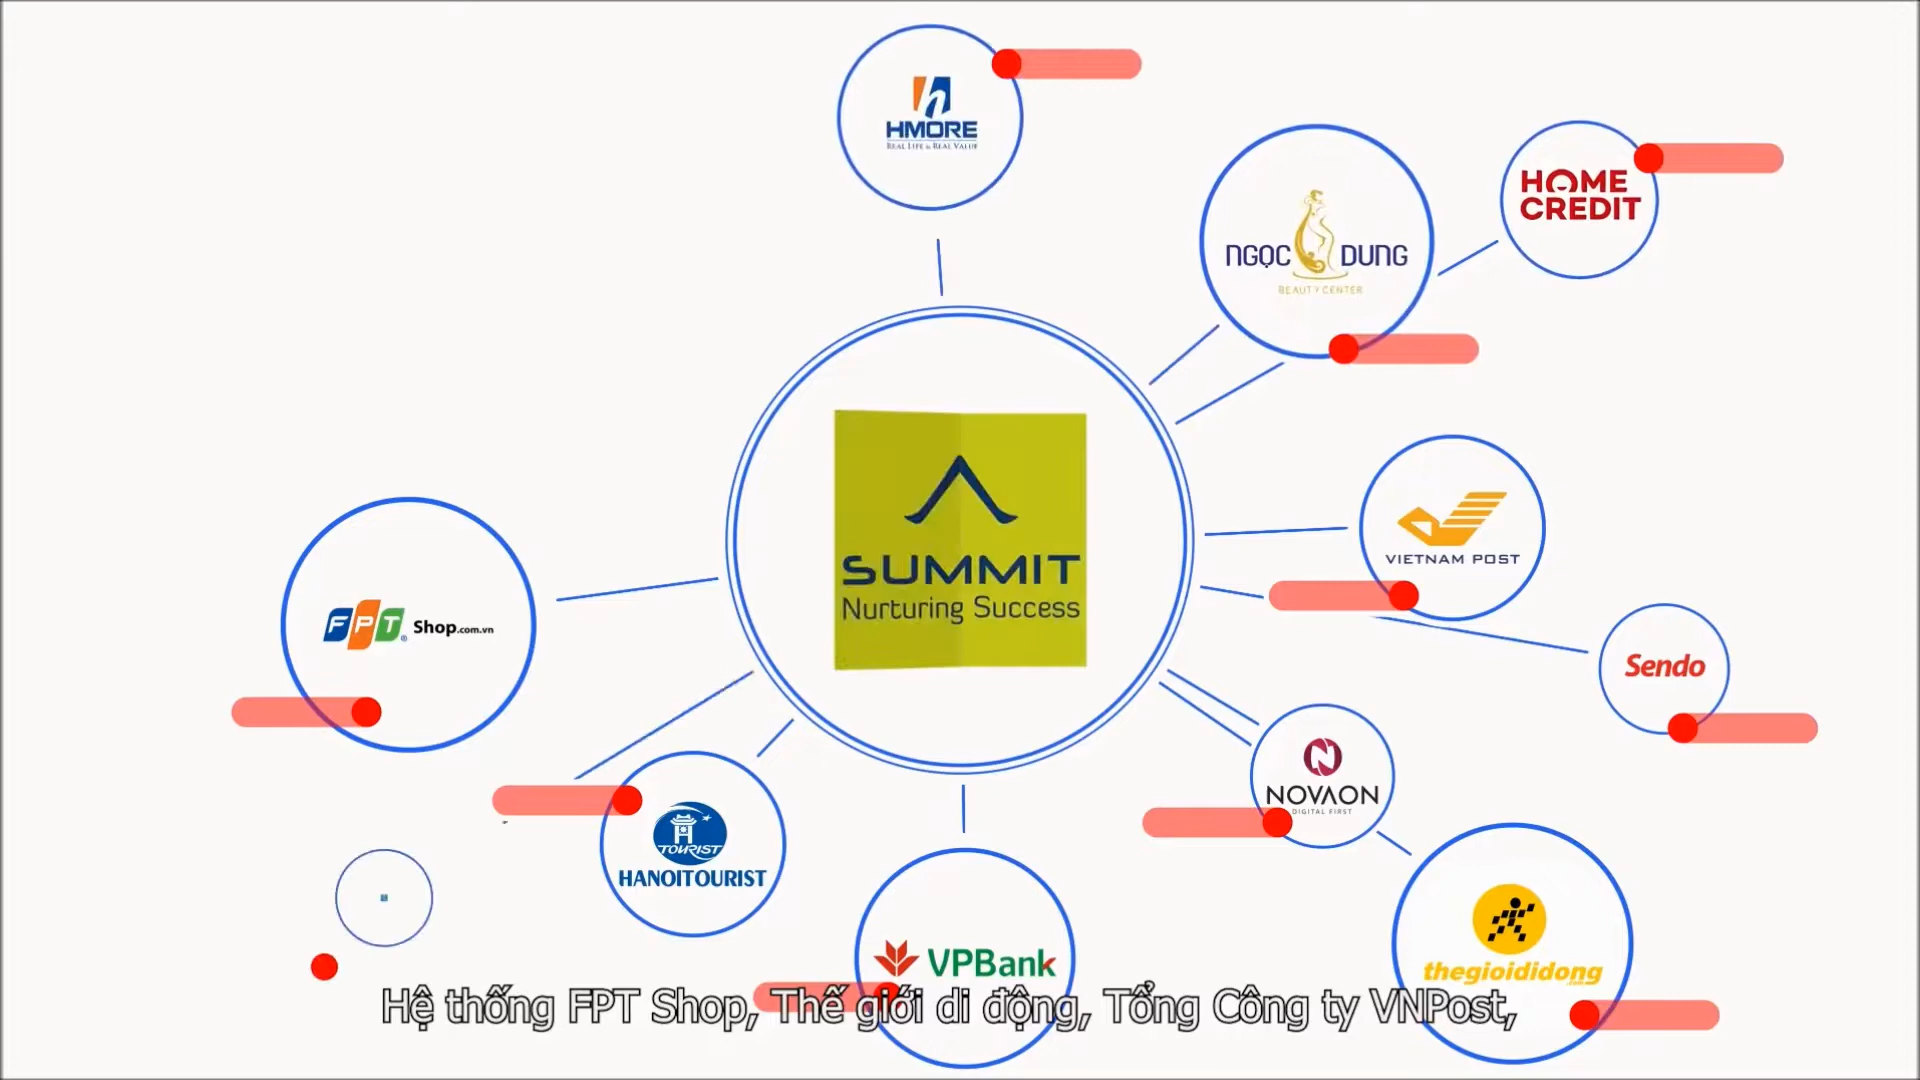 HMORE
REAL LIFE & REAL VALUE
HOME
CREDIT
NGỌC DUNG
BEAUTY CENTER
SUMMIT
Nurturing Success
VIETNAM POST
FPT Shop.com.vn
Sendo
NOVAON
DIGITAL FIRST
TOURIST
HANOITOURIST
VPBank
thegioididong
.com
Hệ thống FPT Shop, Thế giới di động, Tổng Công ty VNPost,